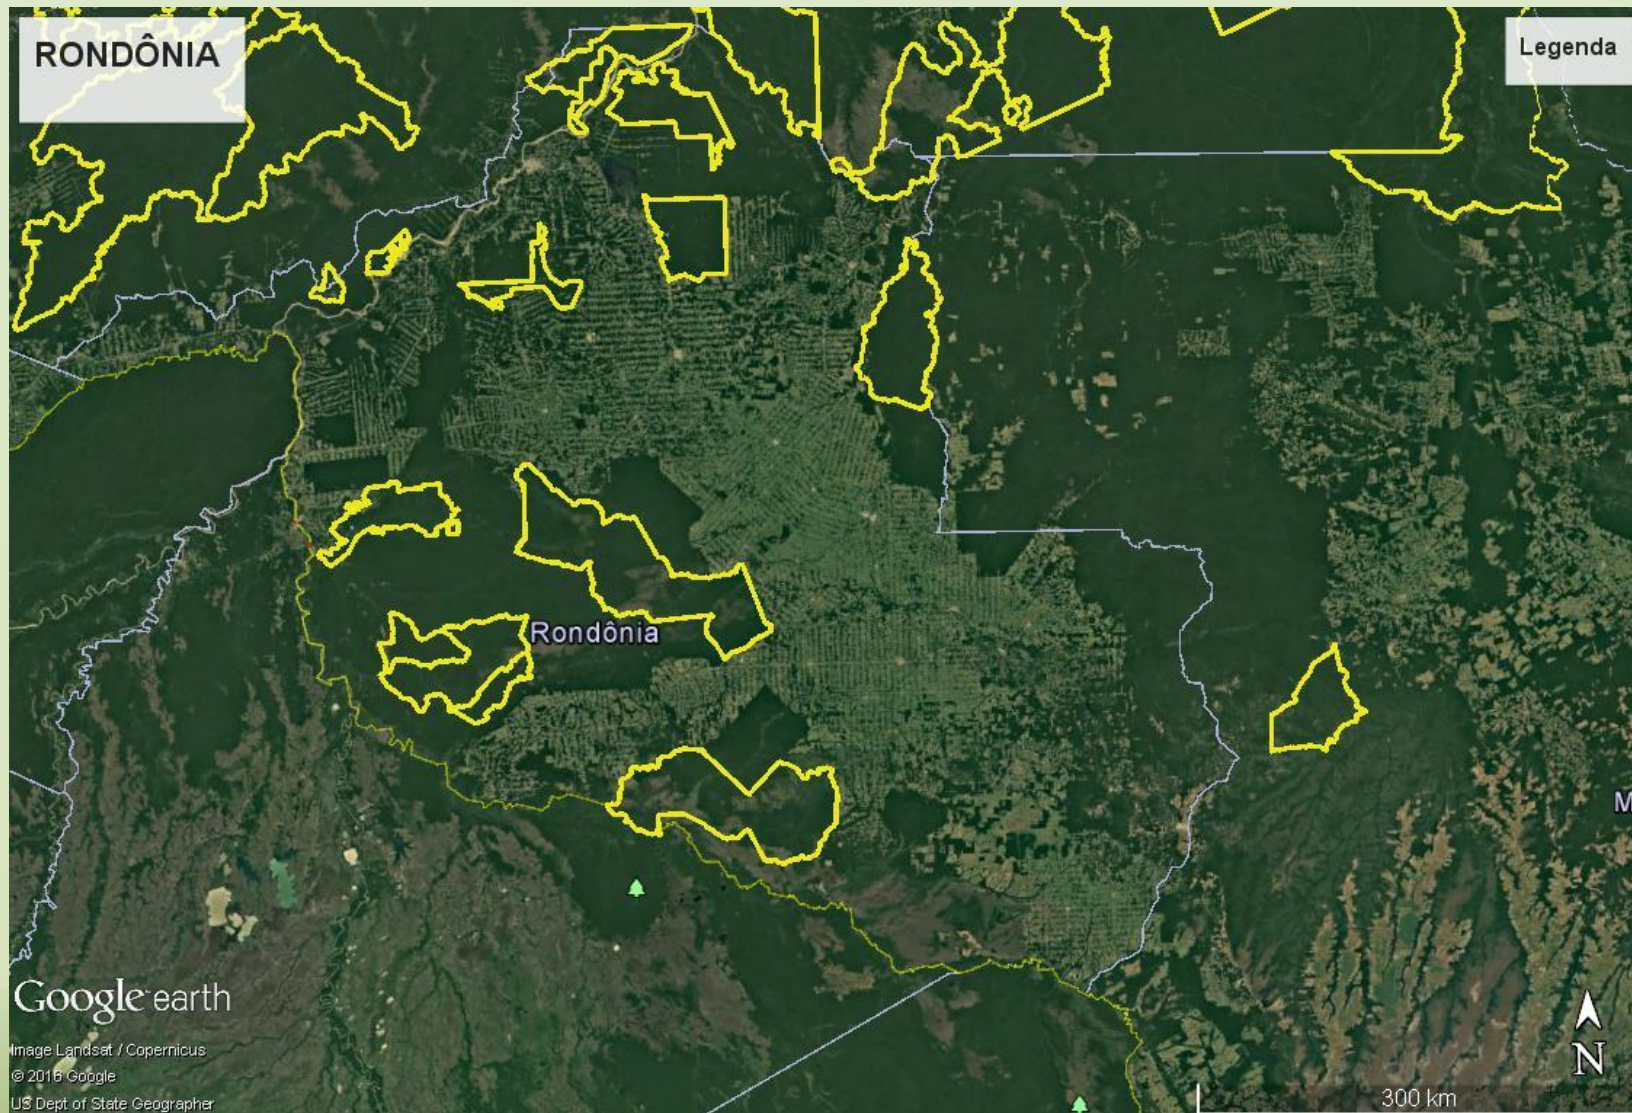 RONDÔNIA
Legenda
Rondônia
M
Google earth
Image Landsat / Copernicus
© 2016 Google
US Dept of State Geographer
N
300 km